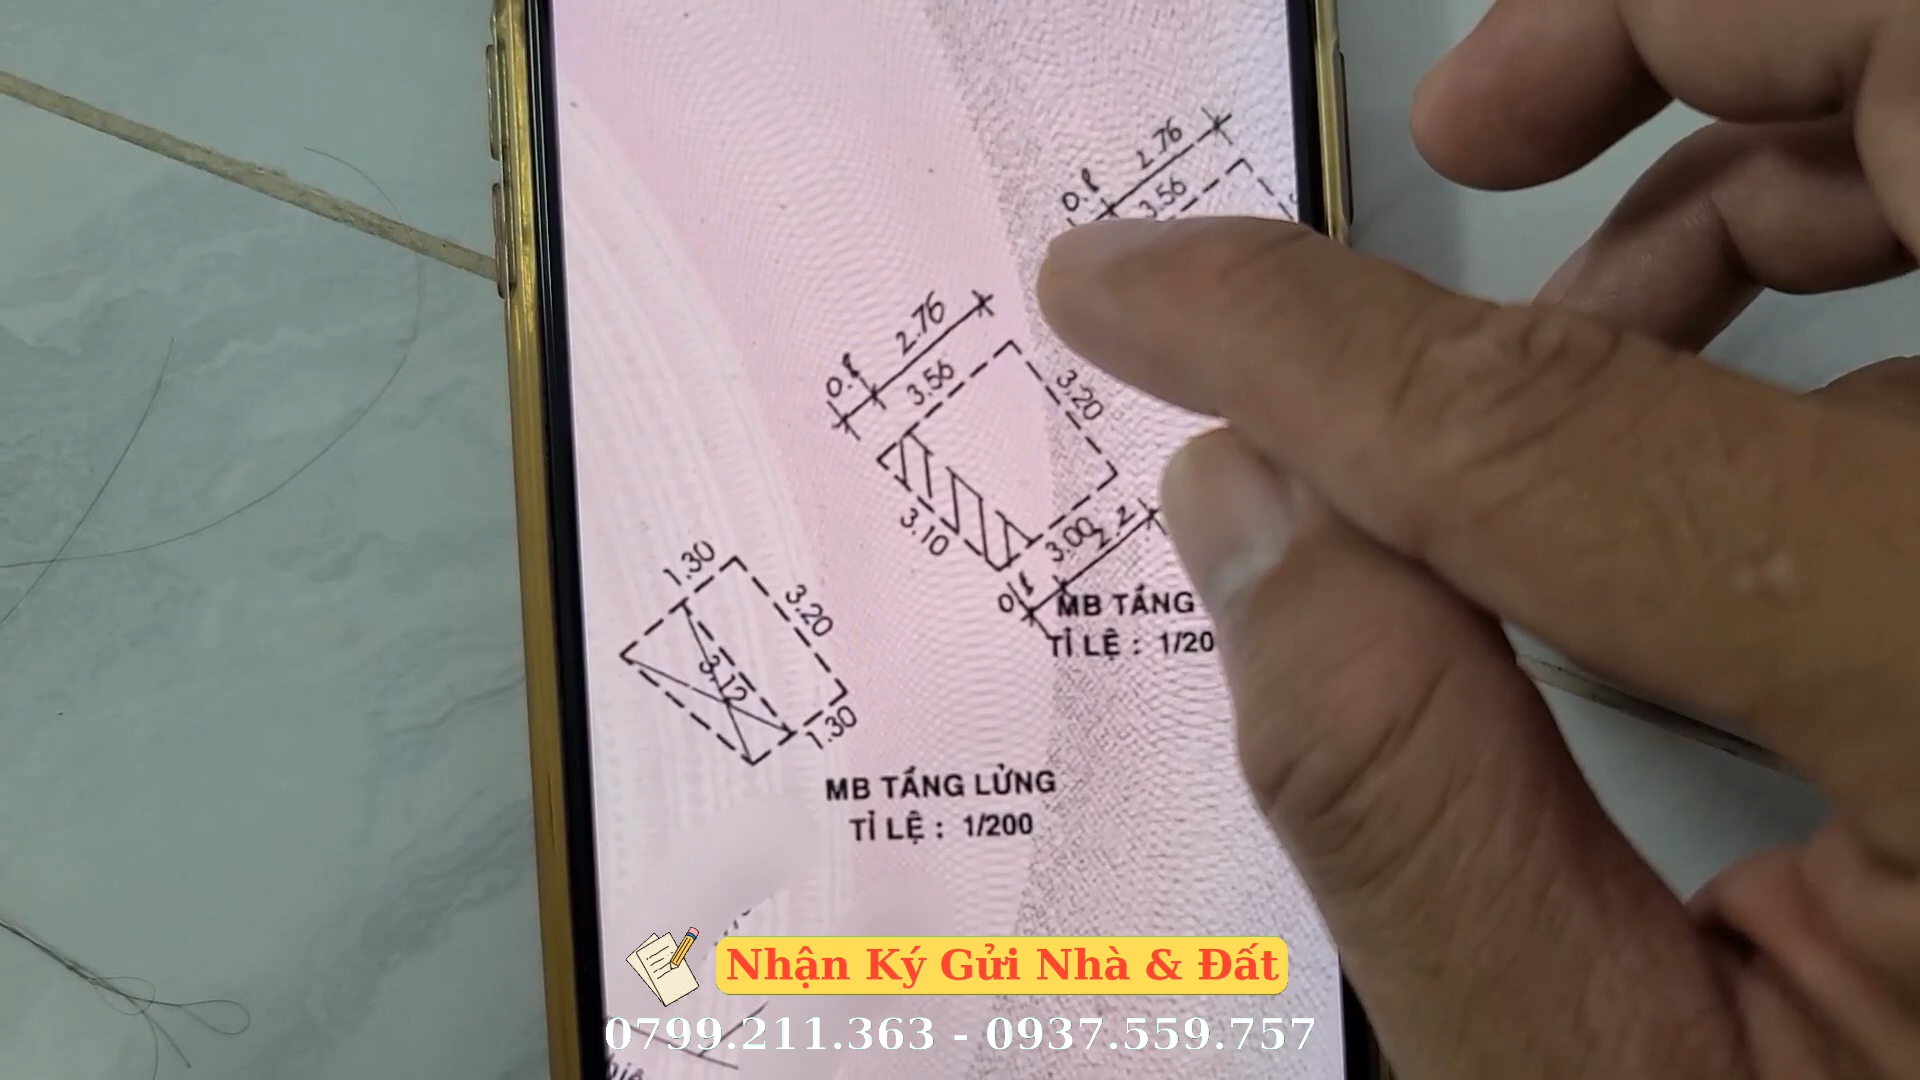 0.8
2.76
3.56
0.8
2.76
3.56
3.20
3.10
3.00
2.2
0.8
MB TẦNG
TỈ LỆ : 1/20
1.30
3.20
3.12
1.30
MB TẦNG LỬNG
TỈ LỆ : 1/200
Nhận Ký Gửi Nhà & Đất
0799.211.363 - 0937.559.757